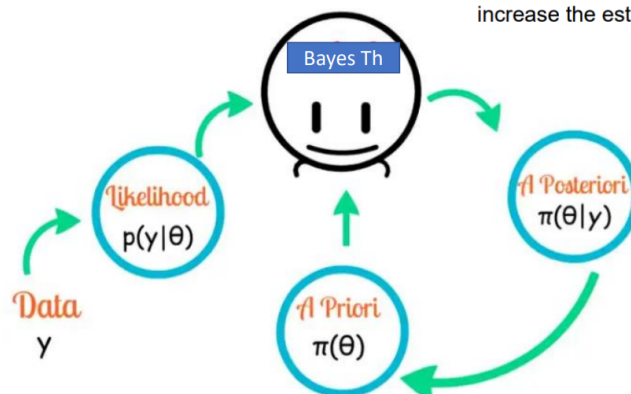 increase the est
Bayes Th
Likelihood
p(y|θ)
A Posteriori
π(θ|y)
Data
y
A Priori
π(θ)